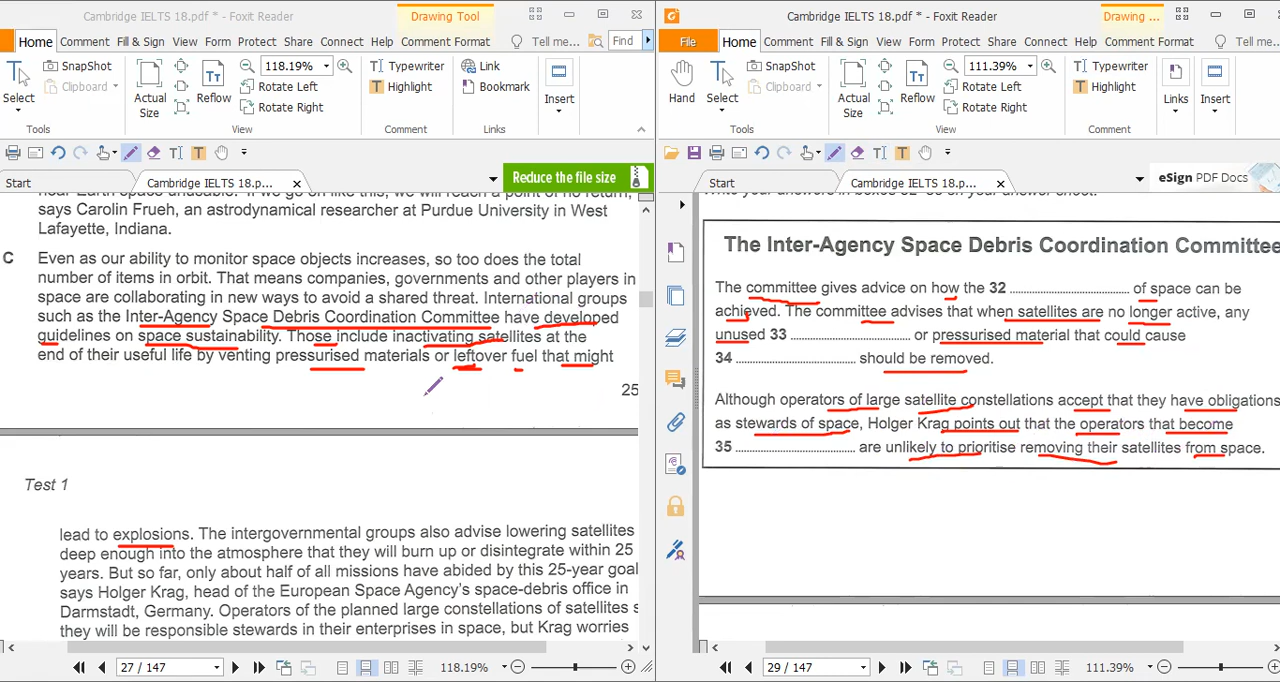 Cambridge IELTS 18.pdf * - Foxit Reader
Drawing Tool
Home Comment Fill & Sign View Form Protect Share Connect Help Comment Format Tell me... Find
SnapShot
Clipboard
Select
Actual Size
Reflow
118.19%
Rotate Left
Rotate Right
Typewriter
Highlight
Link
Bookmark
Insert
Tools View Comment Links
Start
Cambridge IELTS 18.p...
Reduce the file size
says Carolin Frueh, an astrodynamical researcher at Purdue University in West
Lafayette, Indiana.
C Even as our ability to monitor space objects increases, so too does the total
number of items in orbit. That means companies, governments and other players in
space are collaborating in new ways to avoid a shared threat. International groups
such as the Inter-Agency Space Debris Coordination Committee have developed
guidelines on space sustainability. Those include inactivating satellites at the
end of their useful life by venting pressurised materials or leftover fuel that might
25
Test 1
lead to explosions. The intergovernmental groups also advise lowering satellites
deep enough into the atmosphere that they will burn up or disintegrate within 25
years. But so far, only about half of all missions have abided by this 25-year goal
says Holger Krag, head of the European Space Agency's space-debris office in
Darmstadt, Germany. Operators of the planned large constellations of satellites s
they will be responsible stewards in their enterprises in space, but Krag worries
27 / 147
118.19%
Cambridge IELTS 18.pdf * - Foxit Reader
Drawing ...
File Home Comment Fill & Sign View Form Protect Share Connect Help Comment Format Tell me
Hand
Select
SnapShot
Clipboard
Actual Size
Reflow
111.39%
Rotate Left
Rotate Right
Typewriter
Highlight
Links
Insert
Tools View Comment
Start
Cambridge IELTS 18.p...
eSign PDF Docs
The Inter-Agency Space Debris Coordination Committee
The committee gives advice on how the 32 .............................. of space can be
achieved. The committee advises that when satellites are no longer active, any
unused 33 .............................. or pressurised material that could cause
34 .............................. should be removed.
Although operators of large satellite constellations accept that they have obligations
as stewards of space, Holger Krag points out that the operators that become
35 .............................. are unlikely to prioritise removing their satellites from space.
29 / 147
111.39%